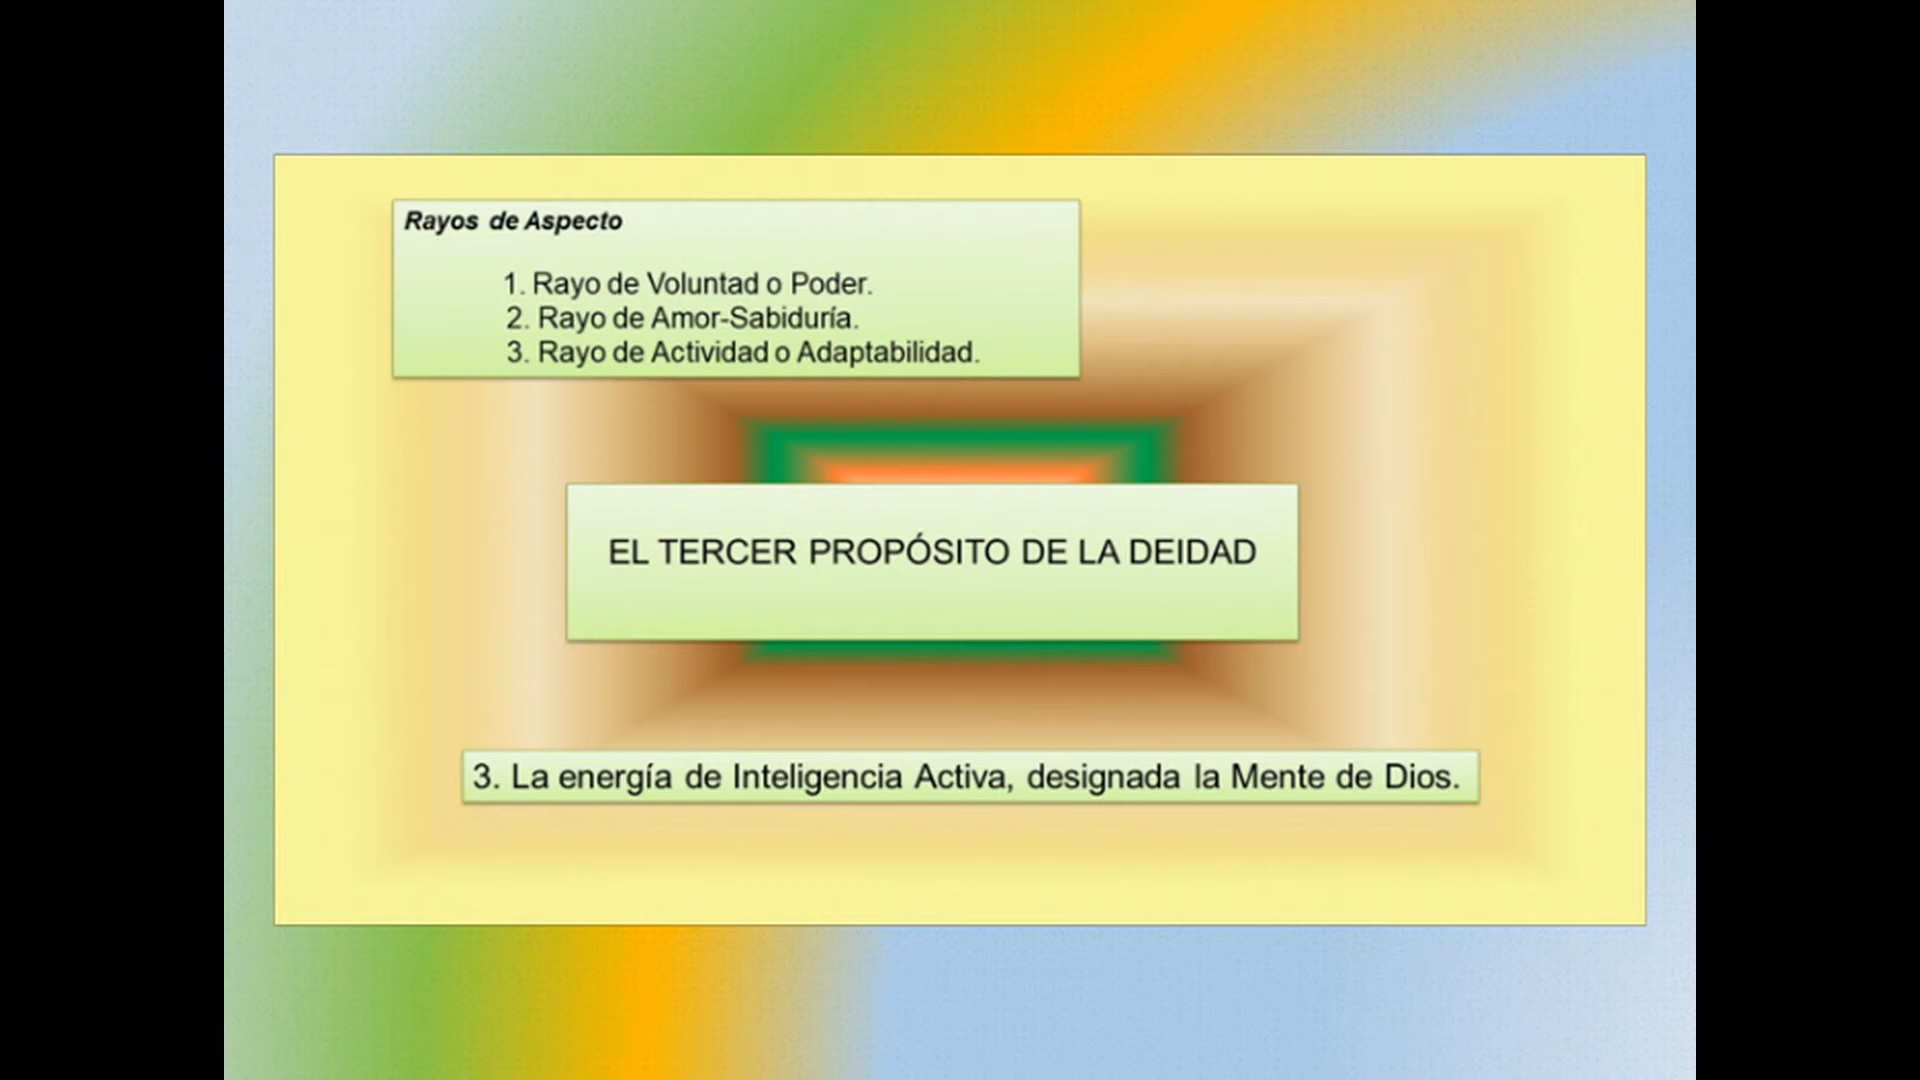 Rayos de Aspecto
1. Rayo de Voluntad o Poder.
2. Rayo de Amor-Sabiduría.
3. Rayo de Actividad o Adaptabilidad.
EL TERCER PROPÓSITO DE LA DEIDAD
3. La energía de Inteligencia Activa, designada la Mente de Dios.